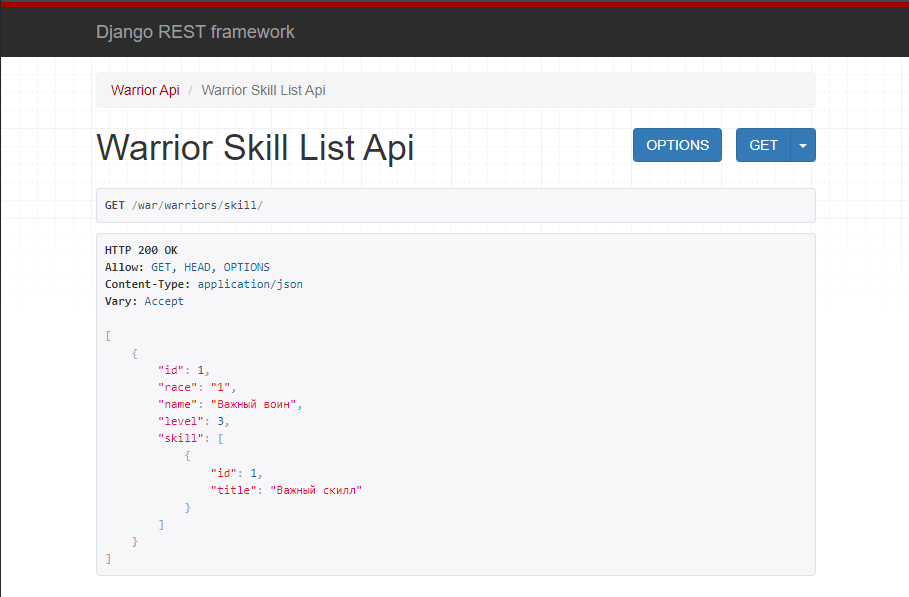 Django REST framework
Warrior Api / Warrior Skill List Api
Warrior Skill List Api
OPTIONS GET
GET /war/warriors/skill/
HTTP 200 OK
Allow: GET, HEAD, OPTIONS
Content-Type: application/json
Vary: Accept
[
    {
        "id": 1,
        "race": "1",
        "name": "Важный воин",
        "level": 3,
        "skill": [
            {
                "id": 1,
                "title": "Важный скилл"
            }
        ]
    }
]